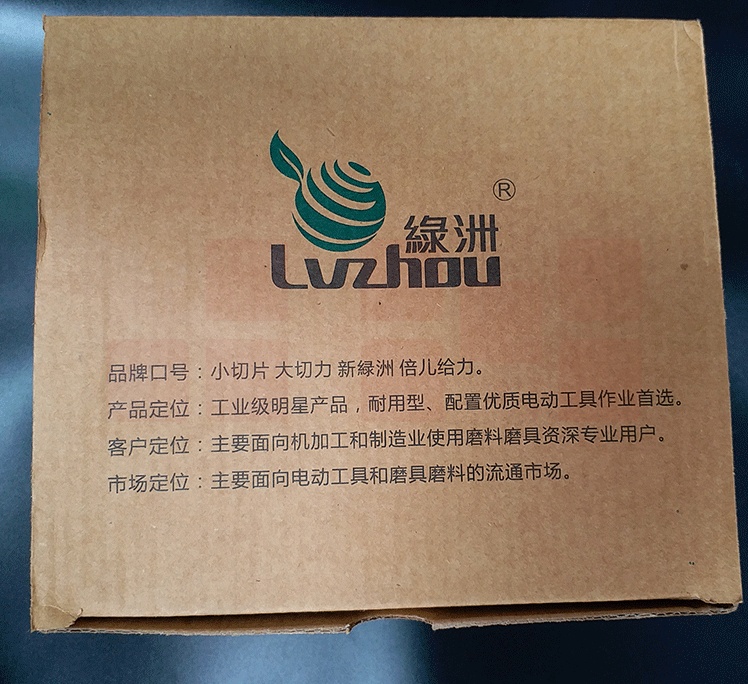 ®
綠洲
Lvzhou
品牌口号：小切片 大切力 新綠洲 倍儿给力。
产品定位：工业级明星产品，耐用型、配置优质电动工具作业首选。
客户定位：主要面向机加工和制造业使用磨料磨具资深专业用户。
市场定位：主要面向电动工具和磨具磨料的流通市场。